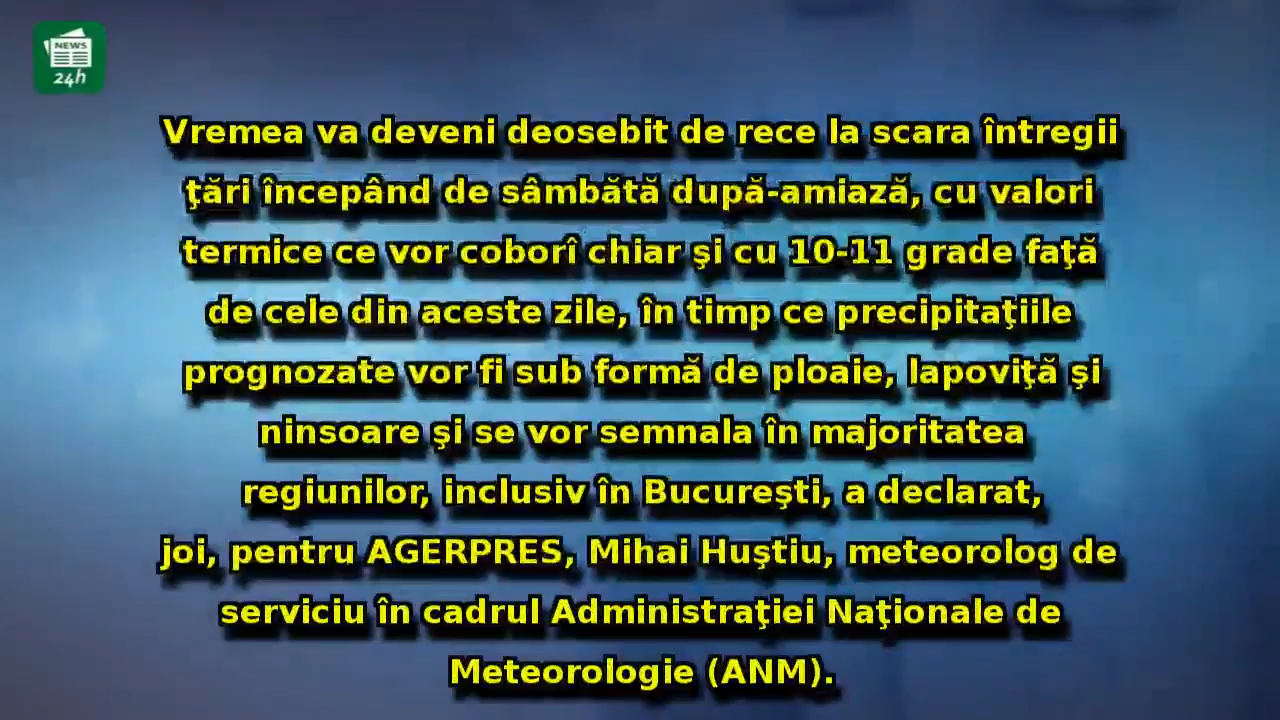 NEWS
24h
Vremea va deveni deosebit de rece la scara întregii
ţări începând de sâmbătă după-amiază, cu valori
termice ce vor coborî chiar şi cu 10-11 grade faţă
de cele din aceste zile, în timp ce precipitaţiile
prognozate vor fi sub formă de ploaie, lapoviţă şi
ninsoare şi se vor semnala în majoritatea
regiunilor, inclusiv în Bucureşti, a declarat,
joi, pentru AGERPRES, Mihai Huştiu, meteorolog de
serviciu în cadrul Administraţiei Naţionale de
Meteorologie (ANM).